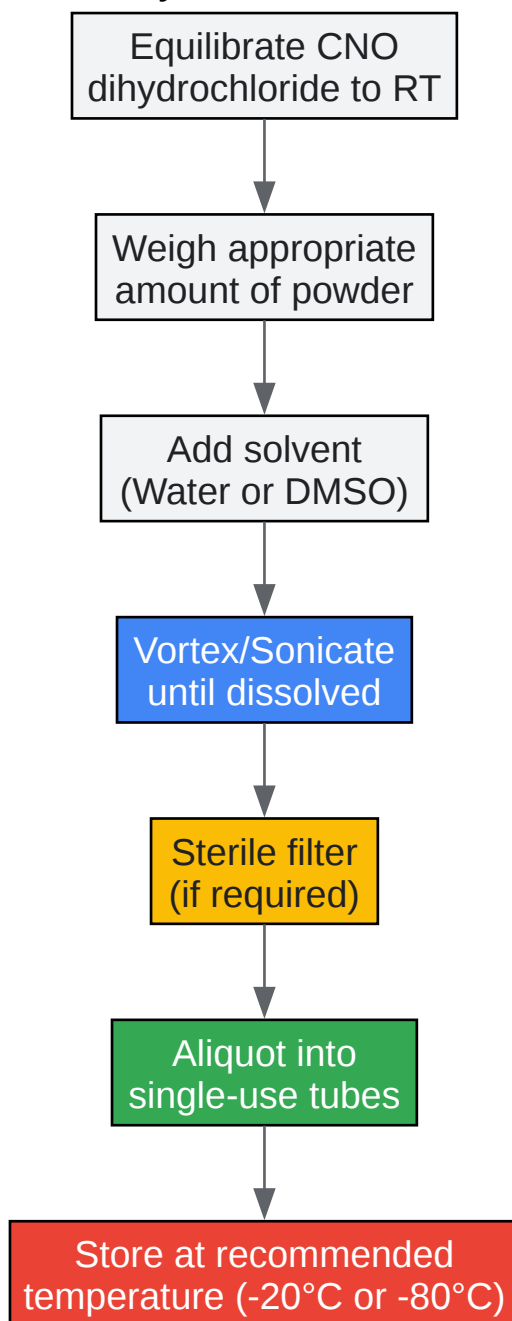 Equilibrate CNO
dihydrochloride to RT
Weigh appropriate
amount of powder
Add solvent
(Water or DMSO)
Vortex/Sonicate
until dissolved
Sterile filter
(if required)
Aliquot into
single-use tubes
Store at recommended
temperature (-20°C or -80°C)